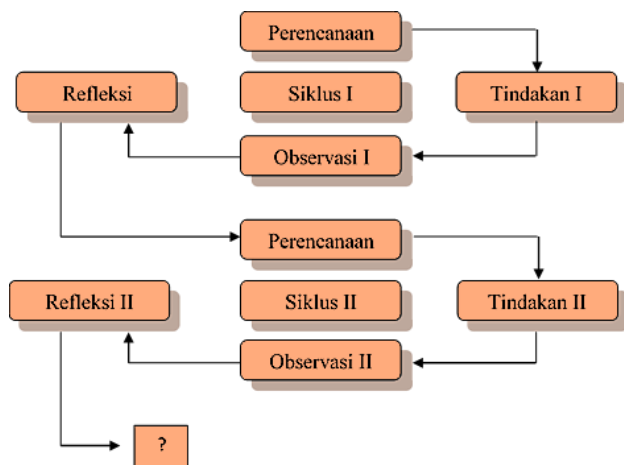 Perencanaan
Refleksi
Siklus I
Tindakan I
Observasi I
Perencanaan
Refleksi II
Siklus II
Tindakan II
Observasi II
?